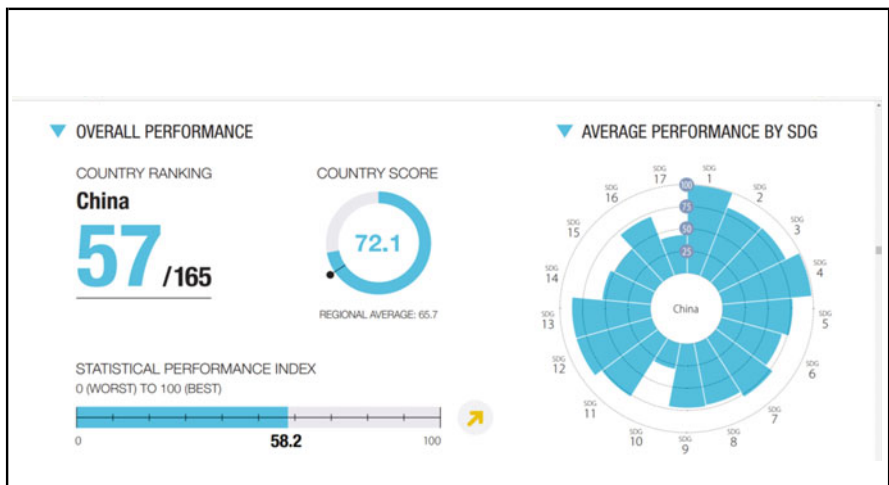 OVERALL PERFORMANCE
COUNTRY RANKING
China
57/165
COUNTRY SCORE
72.1
REGIONAL AVERAGE: 65.7
STATISTICAL PERFORMANCE INDEX
0 (WORST) TO 100 (BEST)
0
58.2
100
AVERAGE PERFORMANCE BY SDG
SDG
1
SDG
2
SDG
3
SDG
4
SDG
5
SDG
6
SDG
7
SDG
8
SDG
9
SDG
10
SDG
11
SDG
12
SDG
13
SDG
14
SDG
15
SDG
16
SDG
17
100
75
50
25
China